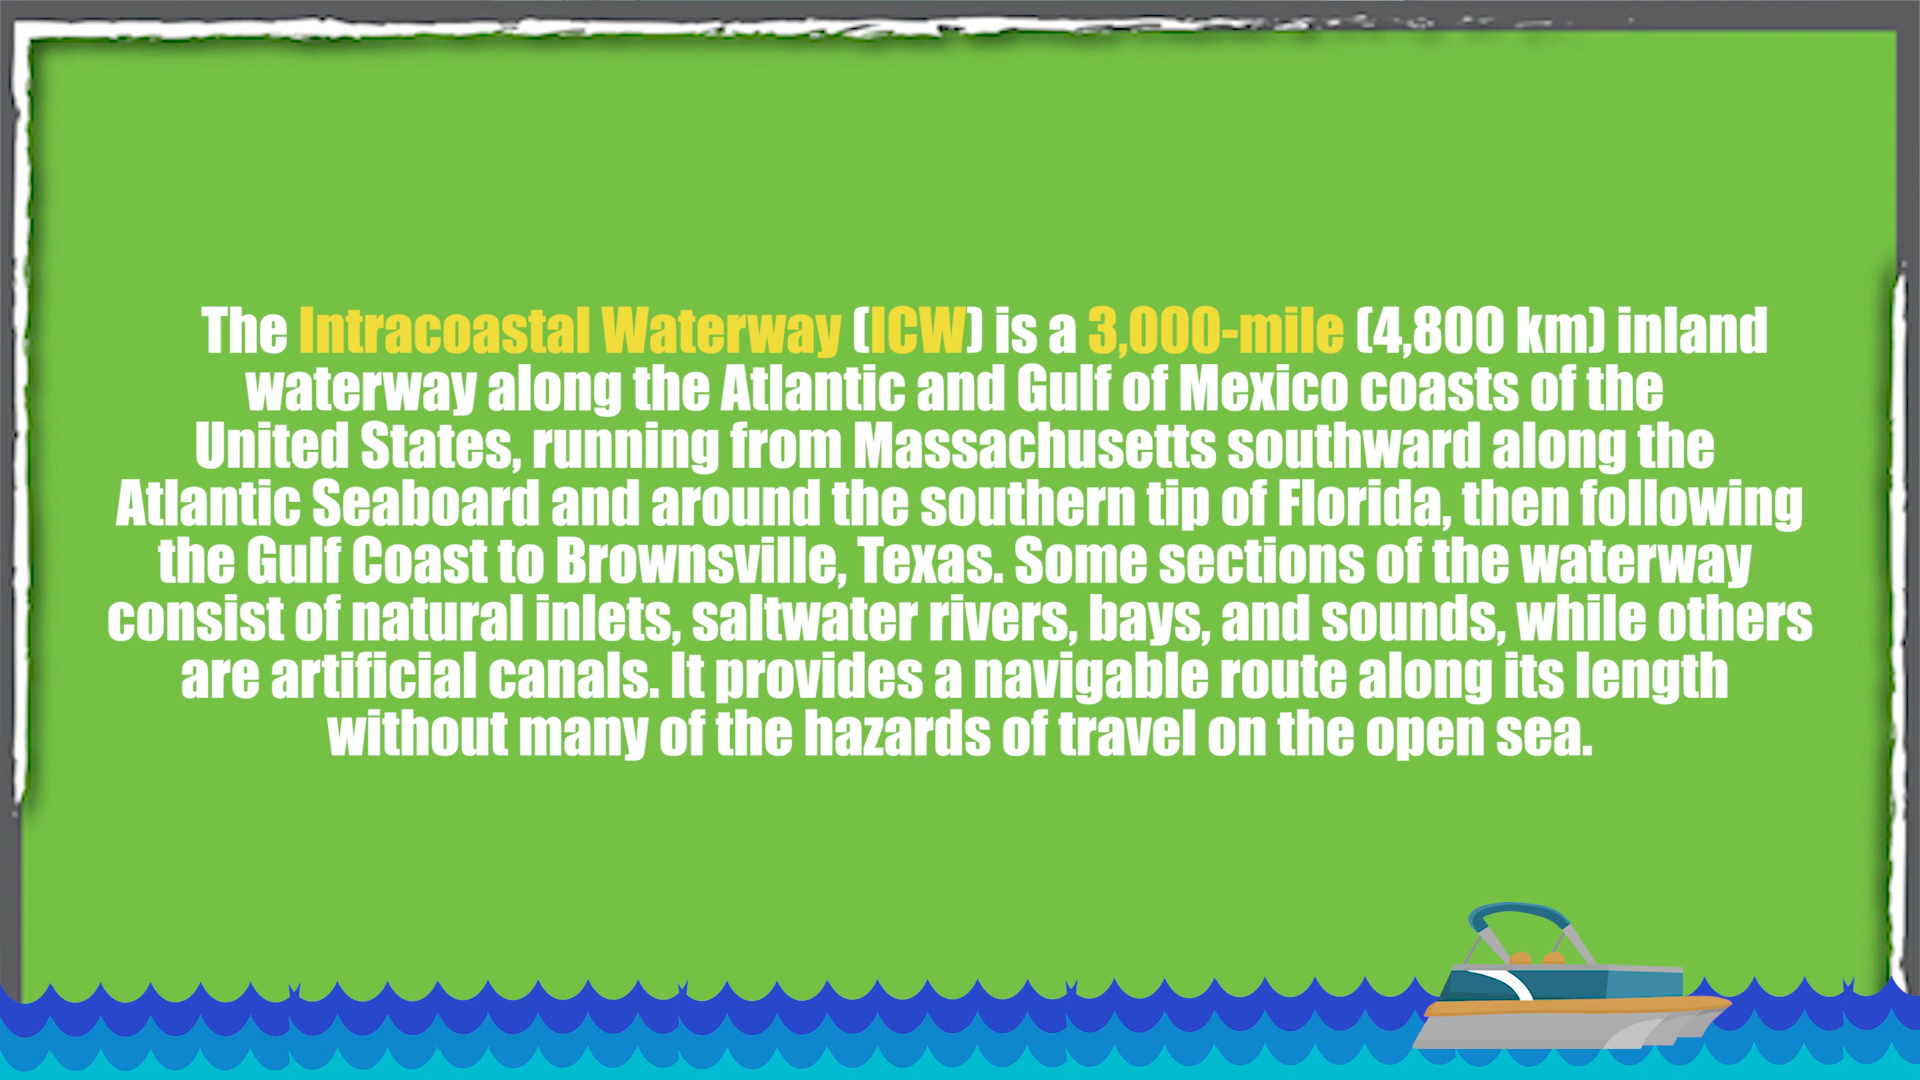 The Intracoastal Waterway (ICW) is a 3,000-mile (4,800 km) inland
waterway along the Atlantic and Gulf of Mexico coasts of the
United States, running from Massachusetts southward along the
Atlantic Seaboard and around the southern tip of Florida, then following
the Gulf Coast to Brownsville, Texas. Some sections of the waterway
consist of natural inlets, saltwater rivers, bays, and sounds, while others
are artificial canals. It provides a navigable route along its length
without many of the hazards of travel on the open sea.